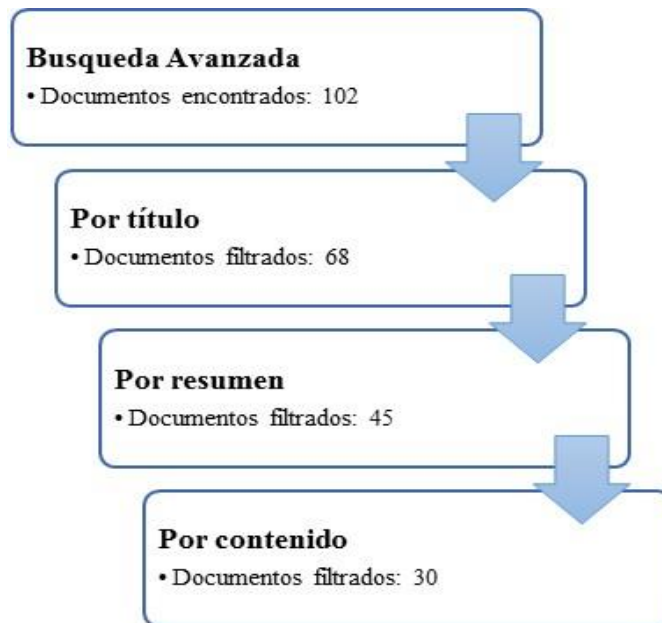 Busqueda Avanzada
• Documentos encontrados: 102
Por título
• Documentos filtrados: 68
Por resumen
• Documentos filtrados: 45
Por contenido
• Documentos filtrados: 30